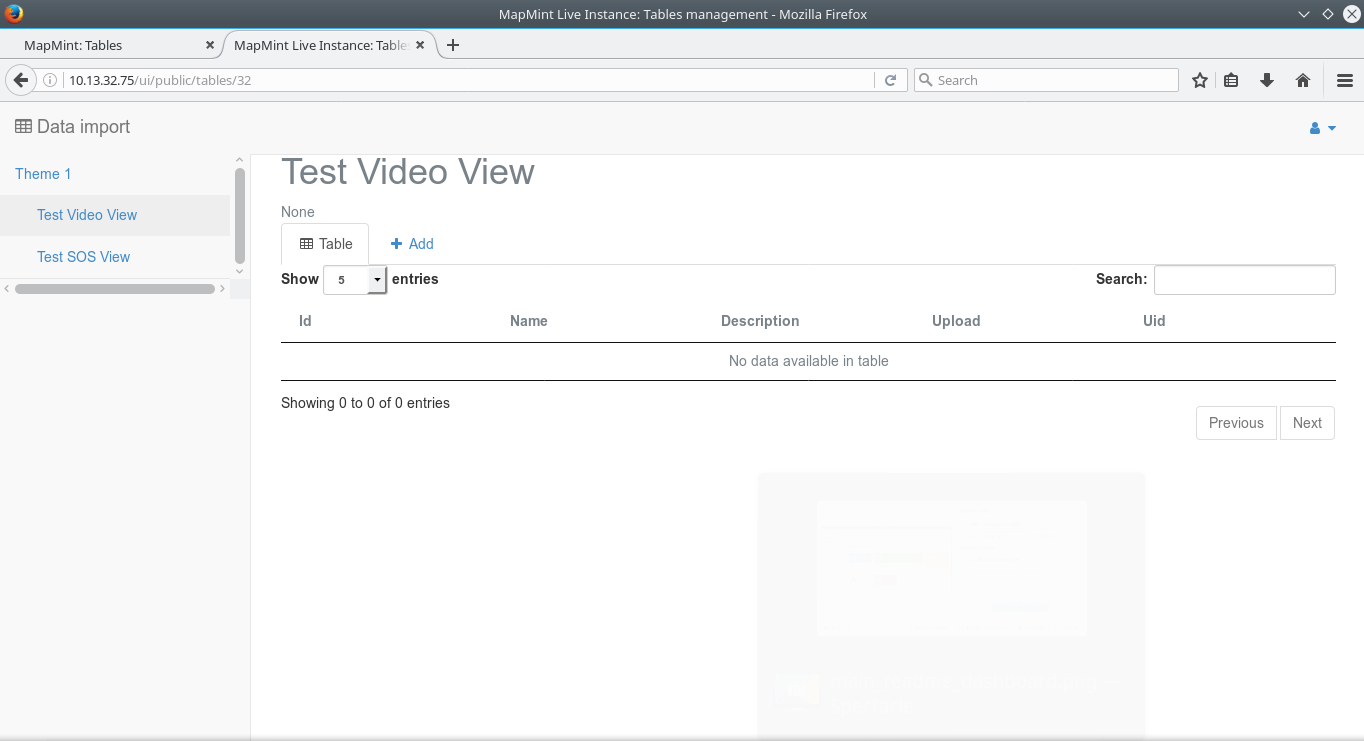 MapMint Live Instance: Tables management - Mozilla Firefox
MapMint: Tables
MapMint Live Instance: Table
10.13.32.75/ui/public/tables/32
Search
Data import
Theme 1
Test Video View
Test SOS View
Test Video View
None
Table Add
Show 5 entries Search:
Id Name Description Upload Uid
No data available in table
Showing 0 to 0 of 0 entries
Previous Next